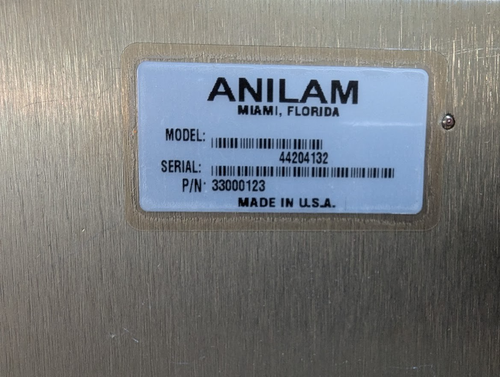 ANILAM
MIAMI, FLORIDA
MODEL:
44204132
SERIAL:
P/N: 33000123
MADE IN U.S.A.